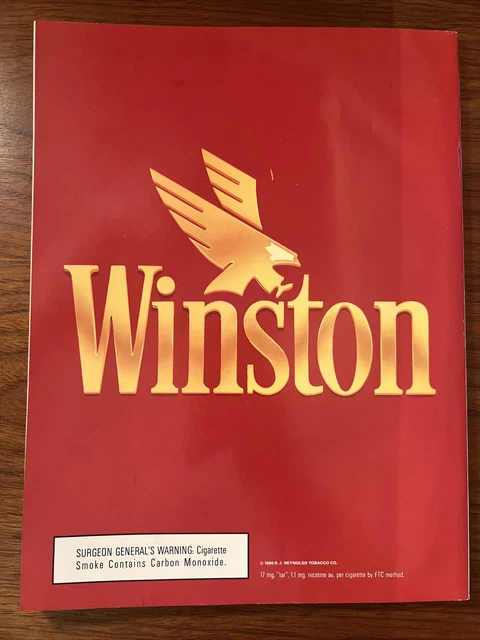 Winston
SURGEON GENERAL'S WARNING: Cigarette
Smoke Contains Carbon Monoxide.
R.J. REYNOLDS TOBACCO CO.
17 mg. "tar", 1.1 mg. nicotine av. per cigarette by FTC method.